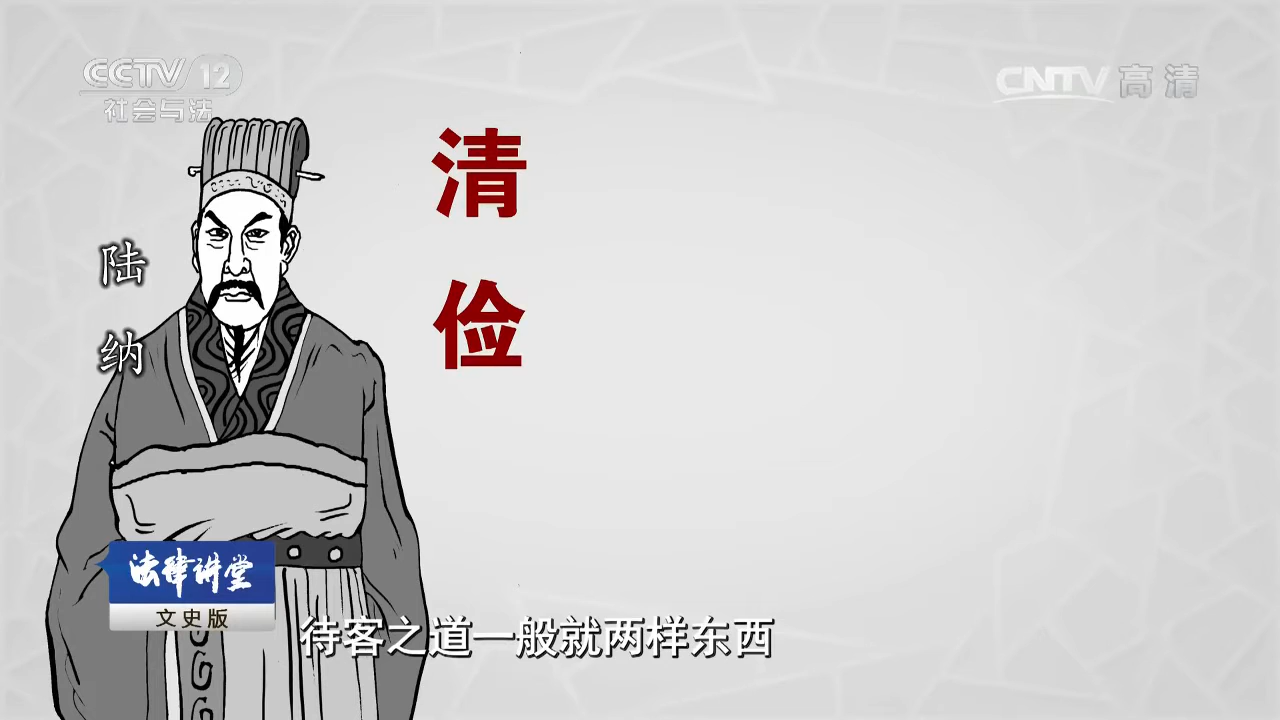 CCTV 12
社会与法
CNTV 高清
清俭
陆纳
法律讲堂
文史版
待客之道一般就两样东西